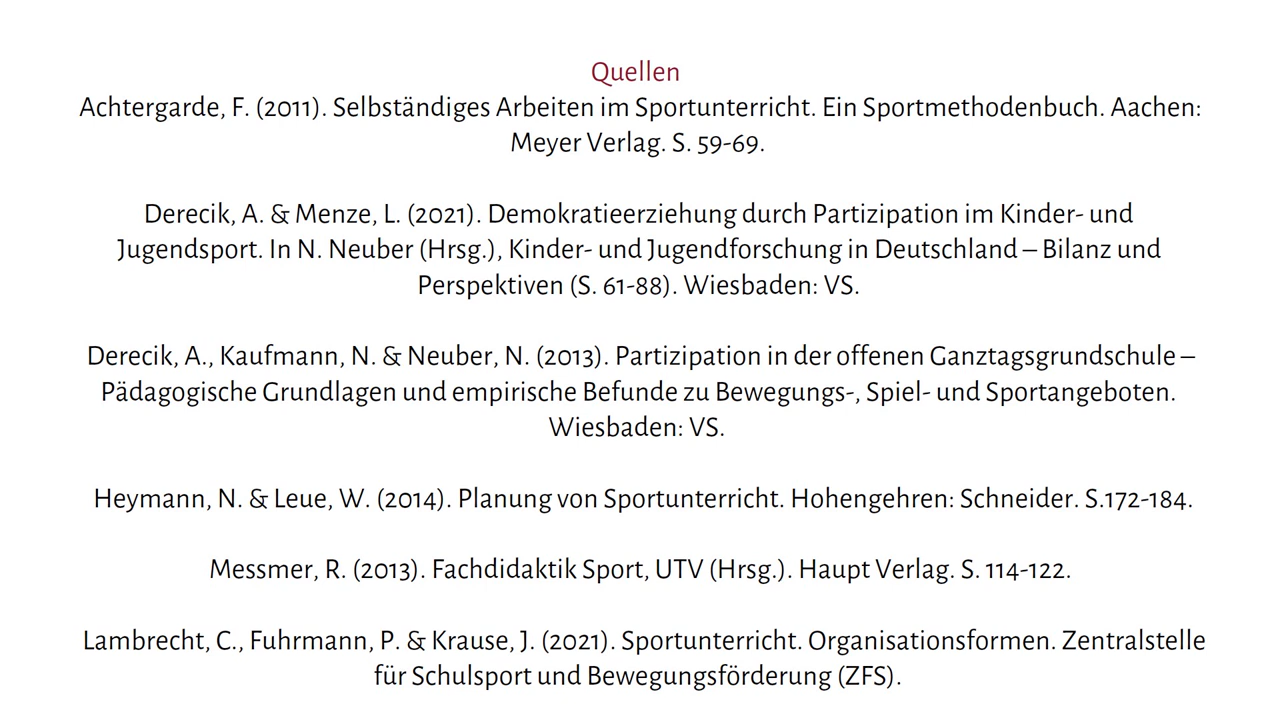 Quellen
Achtergarde, F. (2011). Selbständiges Arbeiten im Sportunterricht. Ein Sportmethodenbuch. Aachen:
Meyer Verlag. S. 59-69.
Derecik, A. & Menze, L. (2021). Demokratieerziehung durch Partizipation im Kinder- und
Jugendsport. In N. Neuber (Hrsg.), Kinder- und Jugendforschung in Deutschland – Bilanz und
Perspektiven (S. 61-88). Wiesbaden: VS.
Derecik, A., Kaufmann, N. & Neuber, N. (2013). Partizipation in der offenen Ganztagsgrundschule –
Pädagogische Grundlagen und empirische Befunde zu Bewegungs-, Spiel- und Sportangeboten.
Wiesbaden: VS.
Heymann, N. & Leue, W. (2014). Planung von Sportunterricht. Hohengehren: Schneider. S.172-184.
Messmer, R. (2013). Fachdidaktik Sport, UTV (Hrsg.). Haupt Verlag. S. 114-122.
Lambrecht, C., Fuhrmann, P. & Krause, J. (2021). Sportunterricht. Organisationsformen. Zentralstelle
für Schulsport und Bewegungsförderung (ZFS).